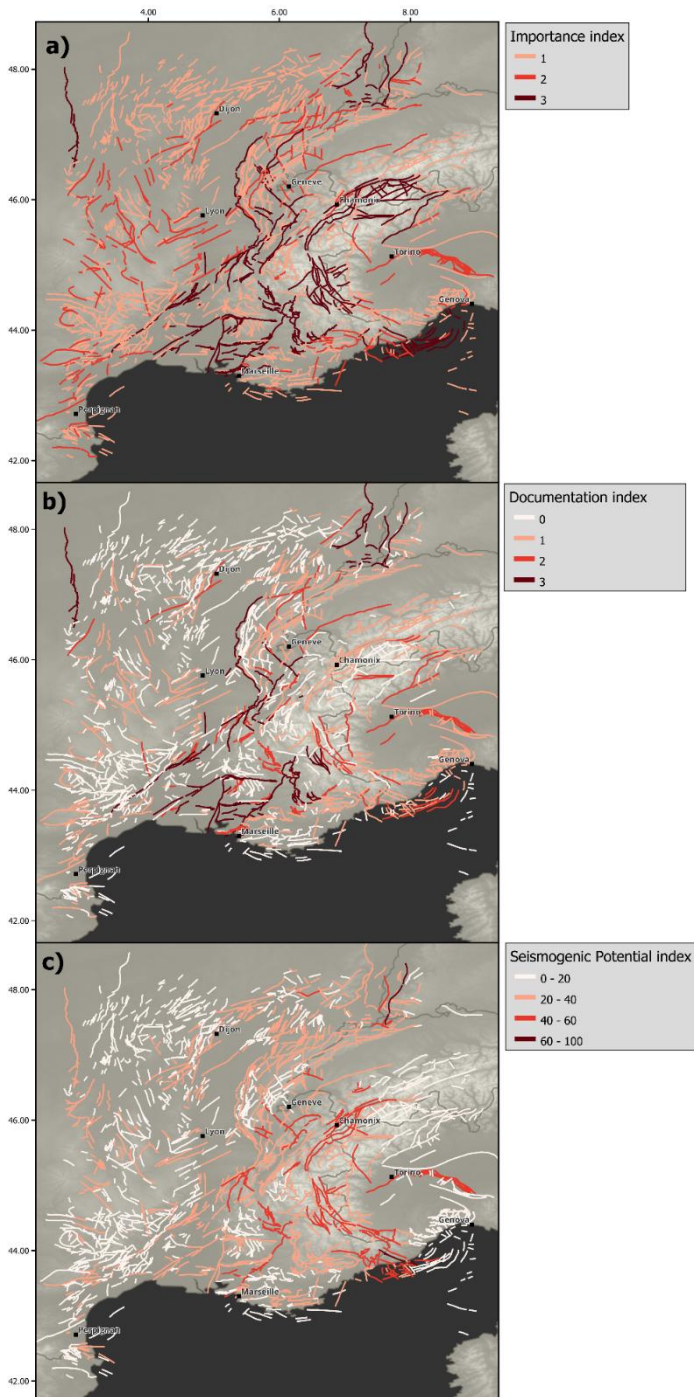 4.00 6.00 8.00
a)
Importance index
1
2
3
48.00
Dijon
Geneve
46.00
Chamonix
Lyon
Torino
Genova
44.00
Marseille
Perpignan
42.00
b)
Documentation index
0
1
2
3
48.00
Dijon
Geneve
46.00
Chamonix
Lyon
Torino
Genova
44.00
Marseille
Perpignan
42.00
c)
Seismogenic Potential index
0 - 20
20 - 40
40 - 60
60 - 100
48.00
Dijon
Geneve
46.00
Chamonix
Lyon
Torino
Genova
44.00
Marseille
Perpignan
42.00